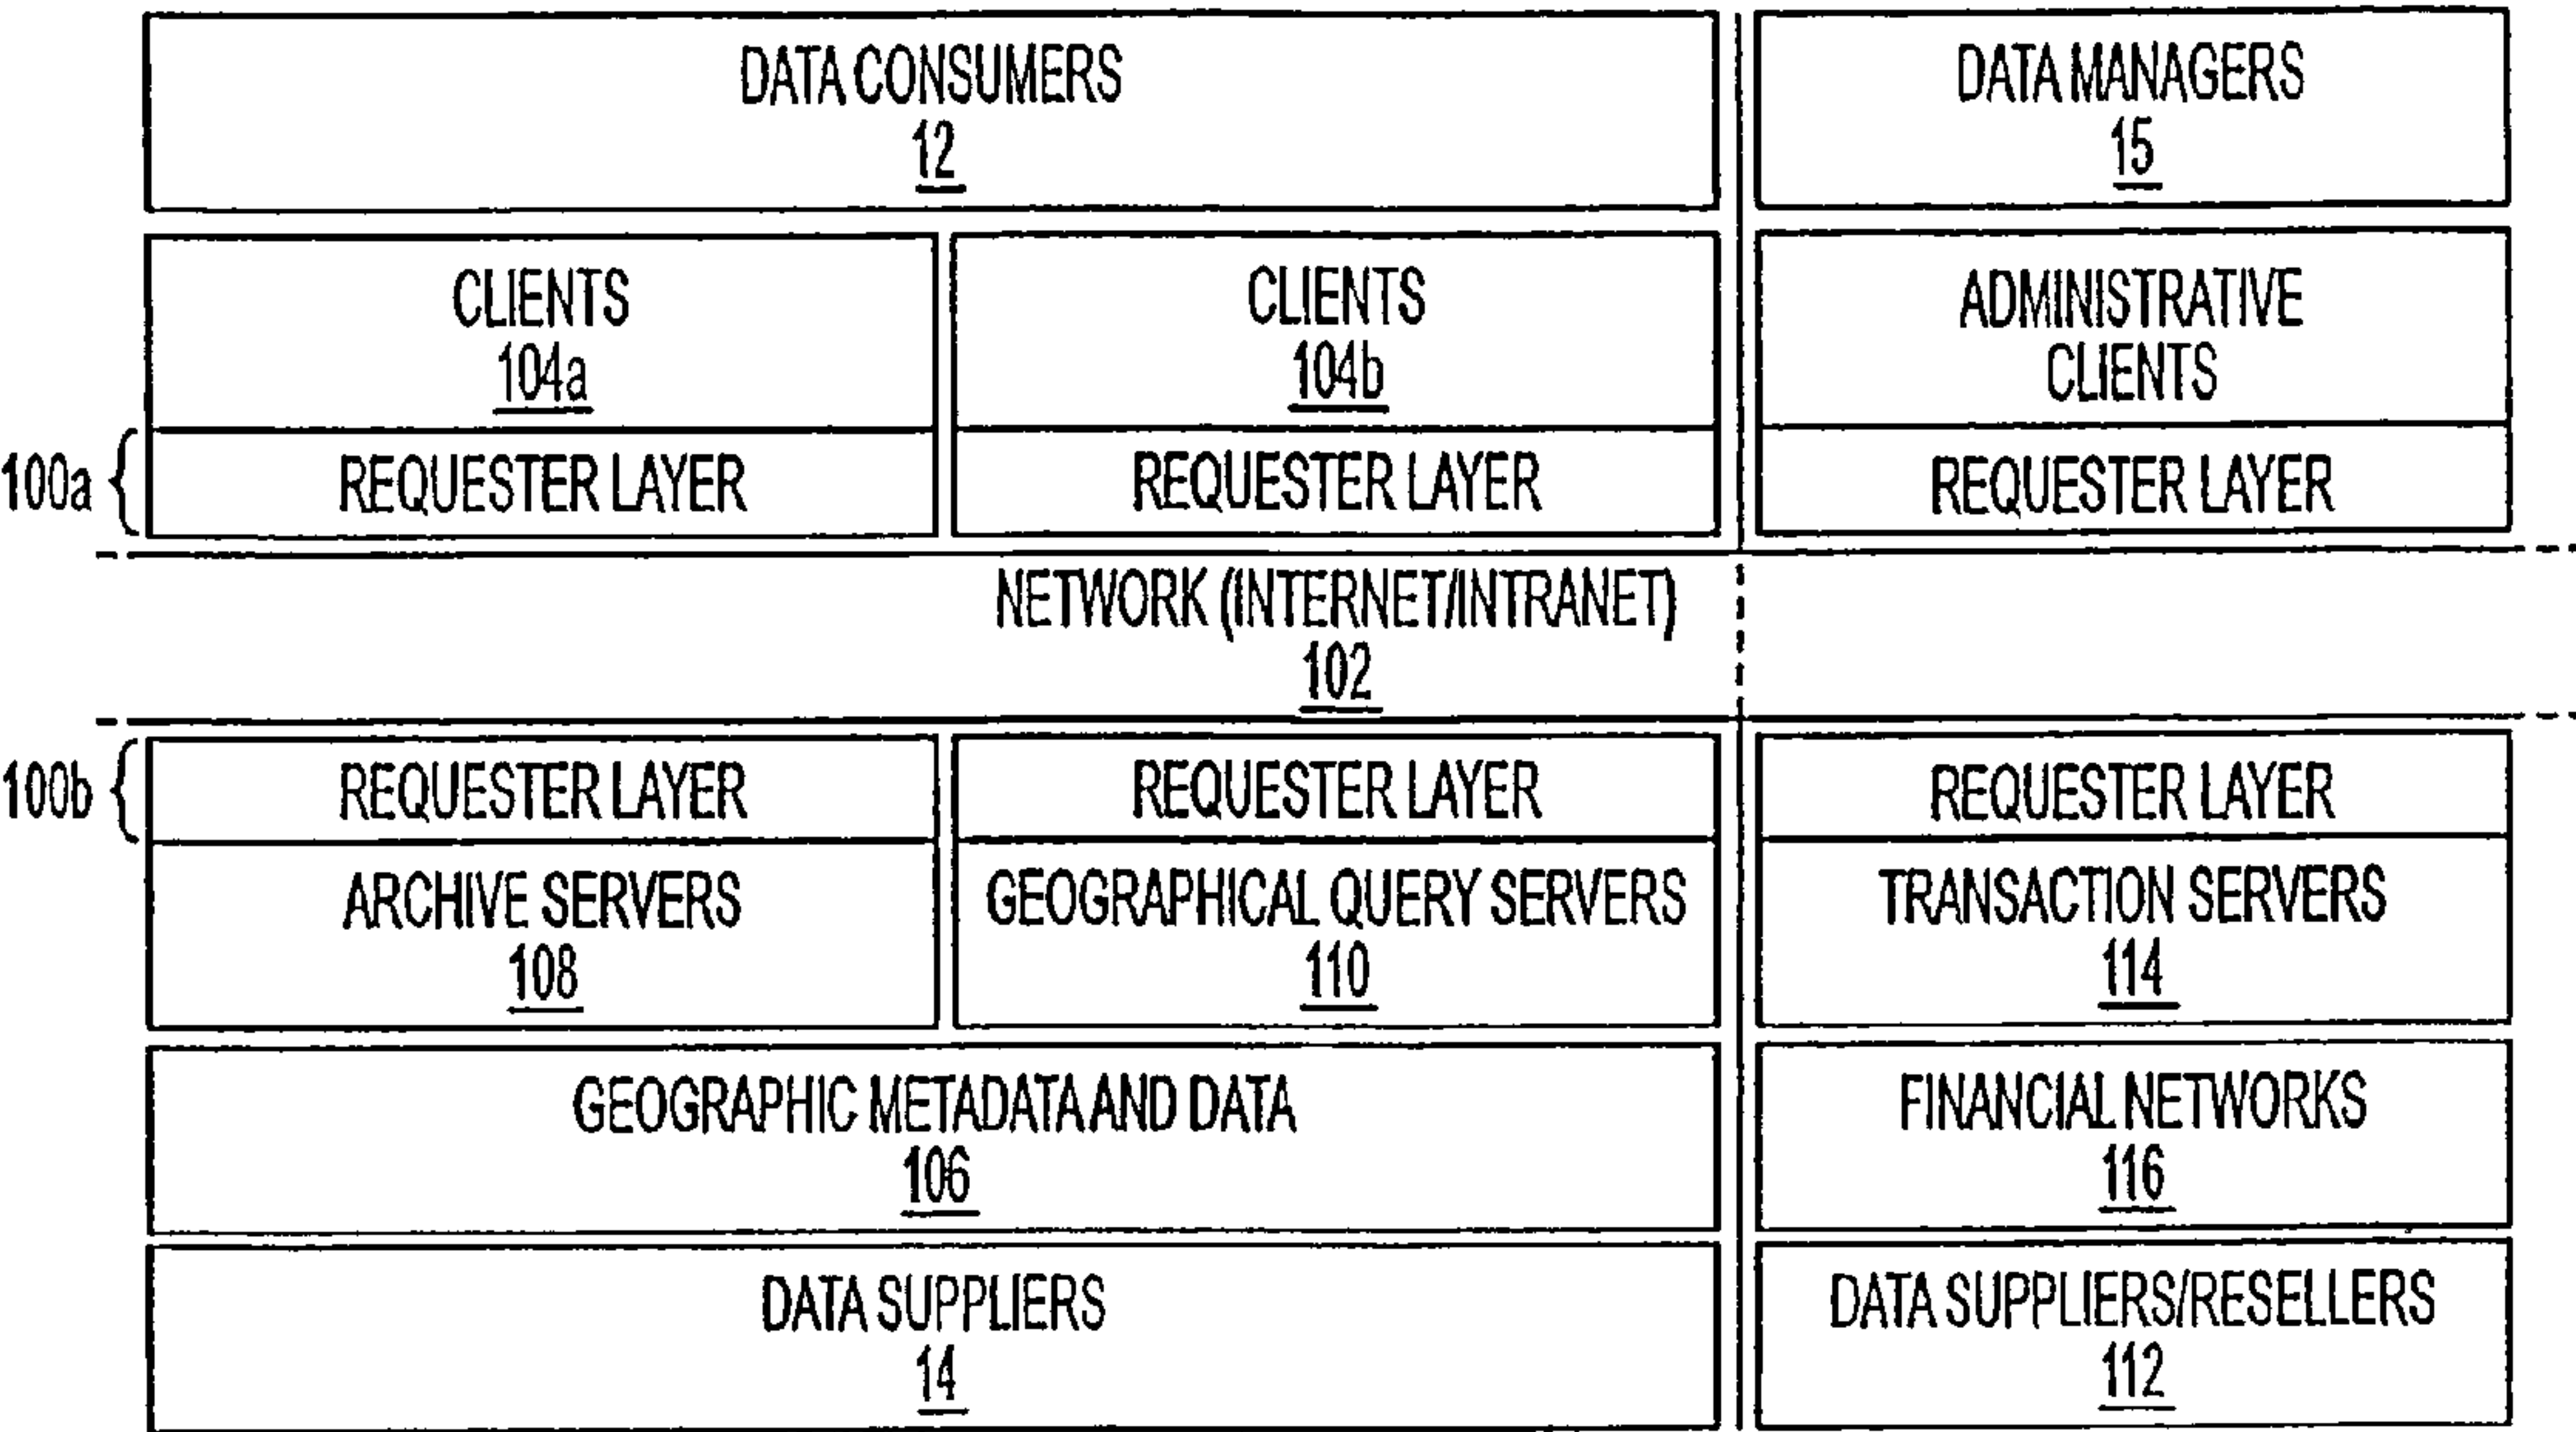 DATA CONSUMERS
12
DATA MANAGERS
15
CLIENTS
104a
CLIENTS
104b
ADMINISTRATIVE
CLIENTS
100a
REQUESTER LAYER
REQUESTER LAYER
REQUESTER LAYER
NETWORK (INTERNET/INTRANET)
102
100b
REQUESTER LAYER
REQUESTER LAYER
REQUESTER LAYER
ARCHIVE SERVERS
108
GEOGRAPHICAL QUERY SERVERS
110
TRANSACTION SERVERS
114
GEOGRAPHIC METADATA AND DATA
106
FINANCIAL NETWORKS
116
DATA SUPPLIERS
14
DATA SUPPLIERS/RESELLERS
112